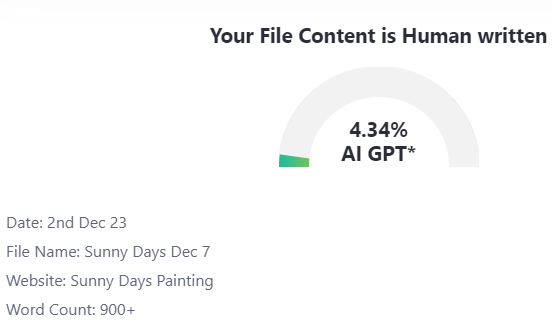 Your File Content is Human written
4.34%
AI GPT*
Date: 2nd Dec 23
File Name: Sunny Days Dec 7
Website: Sunny Days Painting
Word Count: 900+